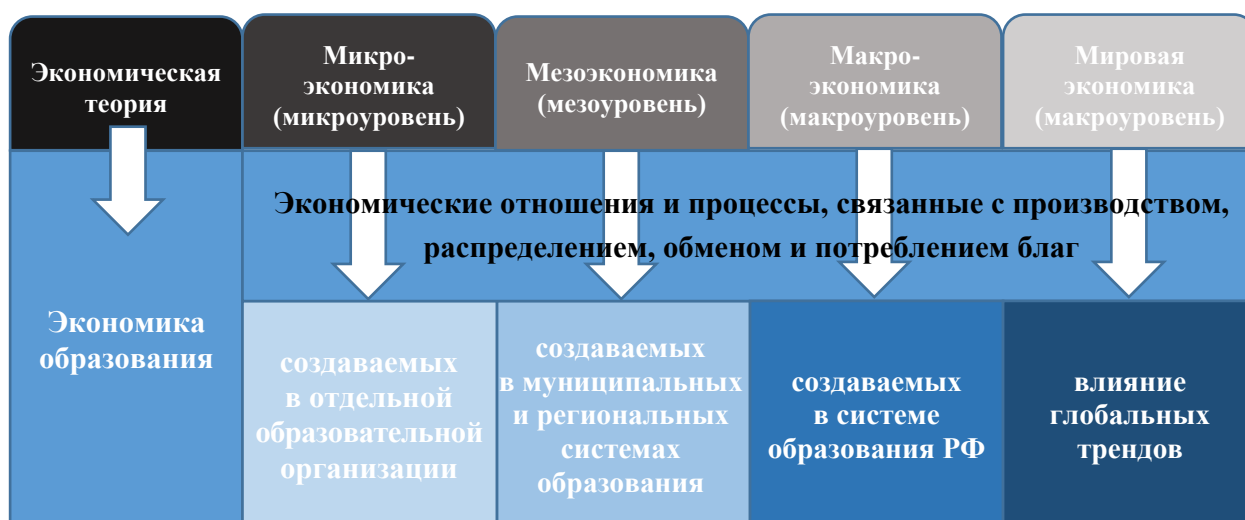 Экономическая
теория
Микро-
экономика
(микроуровень)
Мезоэкономика
(мезоуровень)
Макро-
экономика
(макроуровень)
Мировая
экономика
(макроуровень)
Экономические отношения и процессы, связанные с производством,
распределением, обменом и потреблением благ
Экономика
образования
создаваемых
в отдельной
образовательной
организации
создаваемых
в муниципальных
и региональных
системах
образования
создаваемых
в системе
образования РФ
влияние
глобальных
трендов